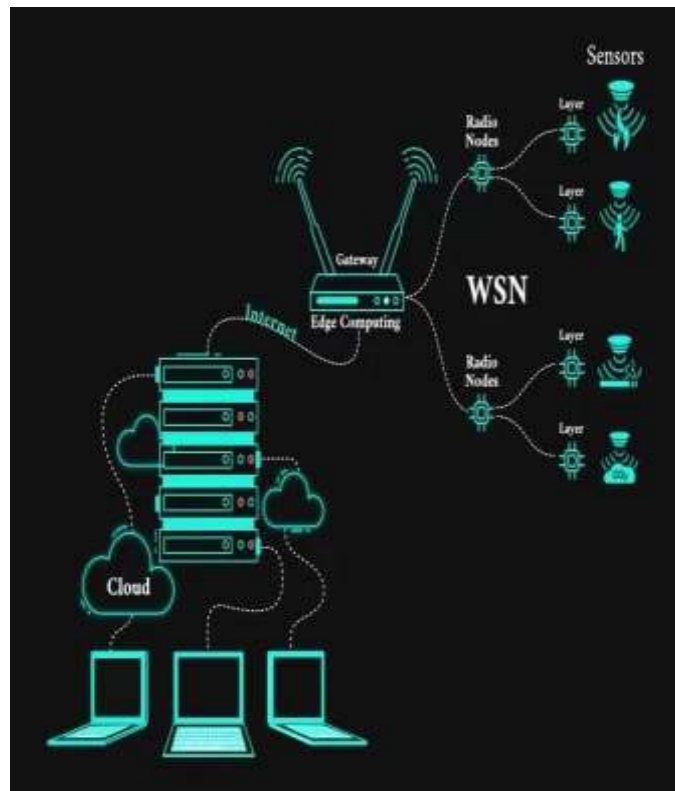 Sensors
Layer
Radio
Nodes
Layer
Gateway
WSN
Internet
Edge Computing
Layer
Radio
Nodes
Layer
Cloud